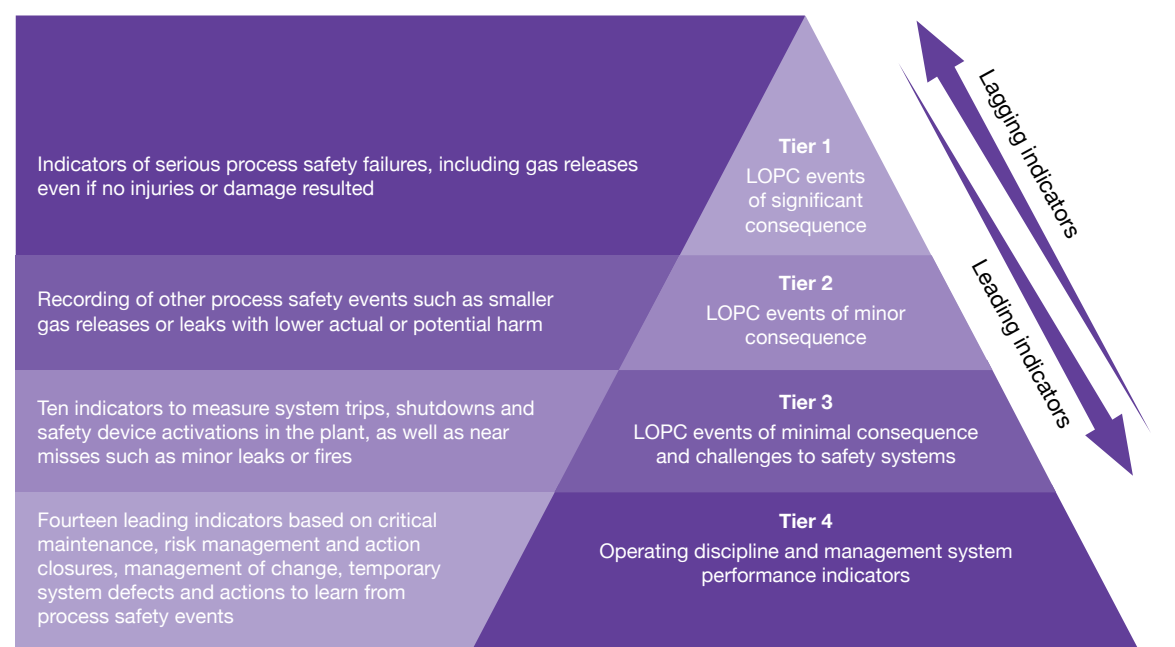 Indicators of serious process safety failures, including gas releases
even if no injuries or damage resulted
Tier 1
LOPC events
of significant
consequence
Recording of other process safety events such as smaller
gas releases or leaks with lower actual or potential harm
Tier 2
LOPC events of minor
consequence
Ten indicators to measure system trips, shutdowns and
safety device activations in the plant, as well as near
misses such as minor leaks or fires
Tier 3
LOPC events of minimal consequence
and challenges to safety systems
Fourteen leading indicators based on critical
maintenance, risk management and action
closures, management of change, temporary
system defects and actions to learn from
process safety events
Tier 4
Operating discipline and management system
performance indicators
Lagging indicators
Leading indicators